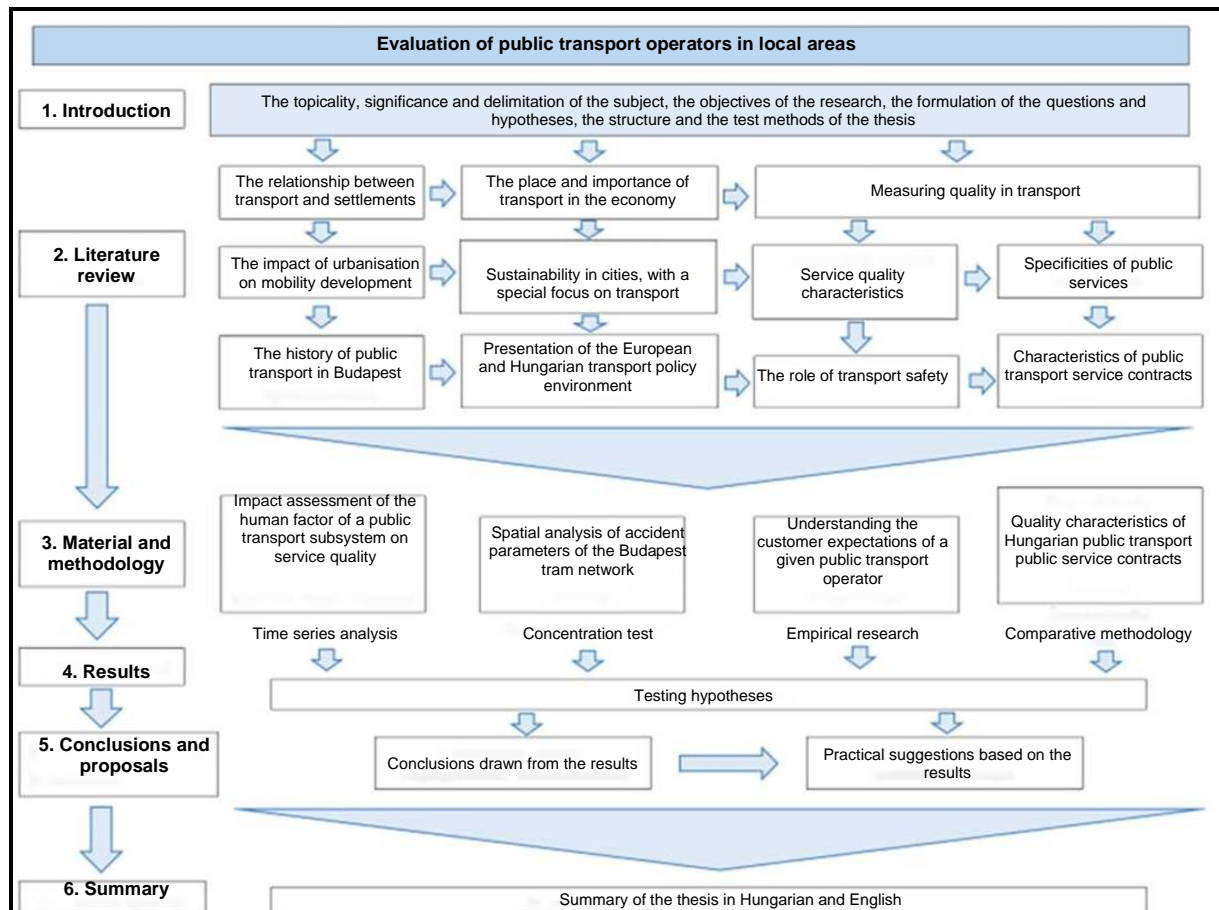 Evaluation of public transport operators in local areas
1. Introduction
The topicality, significance and delimitation of the subject, the objectives of the research, the formulation of the questions and
hypotheses, the structure and the test methods of the thesis
The relationship between
transport and settlements
The place and importance of
transport in the economy
Measuring quality in transport
2. Literature
review
The impact of urbanisation
on mobility development
Sustainability in cities, with a
special focus on transport
Service quality
characteristics
Specificities of public
services
The history of public
transport in Budapest
Presentation of the European
and Hungarian transport policy
environment
The role of transport safety
Characteristics of public
transport service contracts
3. Material and
methodology
Impact assessment of the
human factor of a public
transport subsystem on
service quality
Spatial analysis of accident
parameters of the Budapest
tram network
Understanding the
customer expectations of a
given public transport
operator
Quality characteristics of
Hungarian public transport
public service contracts
Time series analysis
Concentration test
Empirical research
Comparative methodology
4. Results
Testing hypotheses
5. Conclusions and
proposals
Conclusions drawn from the results
Practical suggestions based on the
results
6. Summary
Summary of the thesis in Hungarian and English